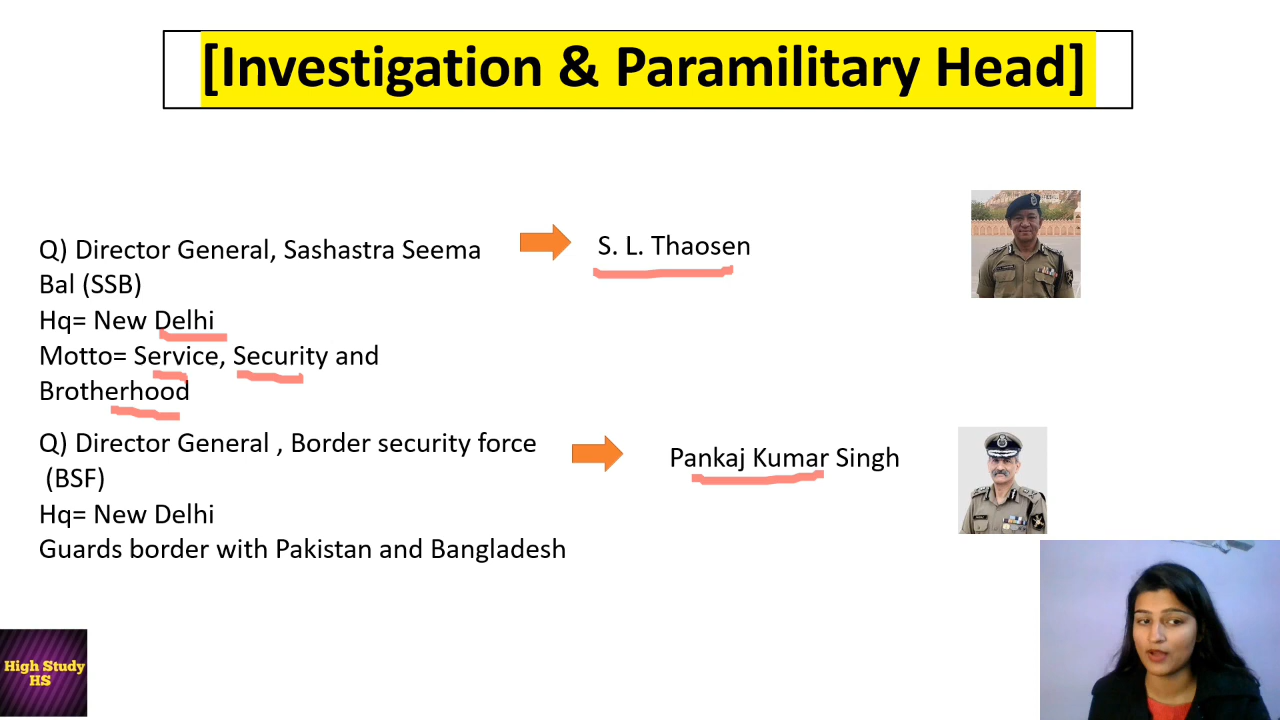 [Investigation & Paramilitary Head]
Q) Director General, Sashastra Seema
Bal (SSB)
Hq= New Delhi
Motto= Service, Security and
Brotherhood
S. L. Thaosen
Q) Director General , Border security force
(BSF)
Hq= New Delhi
Guards border with Pakistan and Bangladesh
Pankaj Kumar Singh
High Study
HS